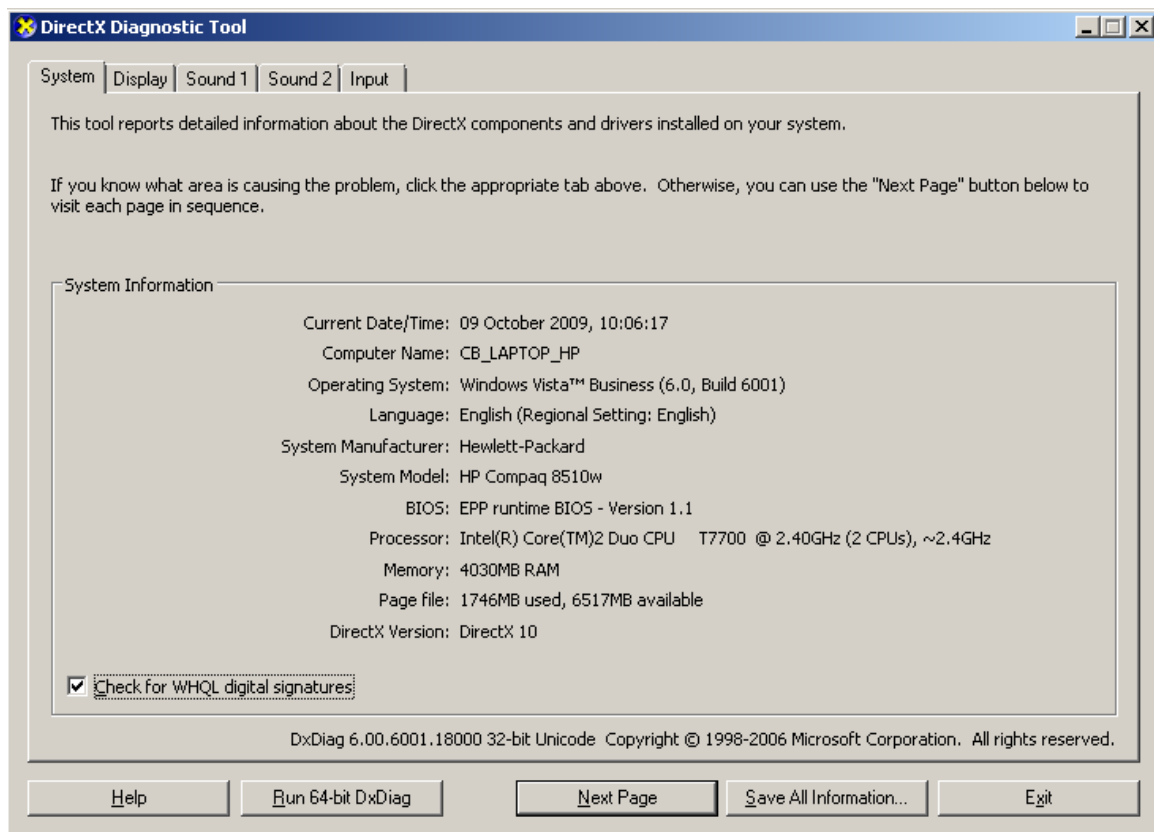 DirectX Diagnostic Tool
System Display Sound 1 Sound 2 Input
This tool reports detailed information about the DirectX components and drivers installed on your system.
If you know what area is causing the problem, click the appropriate tab above.  Otherwise, you can use the "Next Page" button below to
visit each page in sequence.
System Information
Current Date/Time: 09 October 2009, 10:06:17
Computer Name: CB_LAPTOP_HP
Operating System: Windows Vista™ Business (6.0, Build 6001)
Language: English (Regional Setting: English)
System Manufacturer: Hewlett-Packard
System Model: HP Compaq 8510w
BIOS: EPP runtime BIOS - Version 1.1
Processor: Intel(R) Core(TM)2 Duo CPU     T7700  @ 2.40GHz (2 CPUs), ~2.4GHz
Memory: 4030MB RAM
Page file: 1746MB used, 6517MB available
DirectX Version: DirectX 10
Check for WHQL digital signatures
DxDiag 6.00.6001.18000 32-bit Unicode  Copyright © 1998-2006 Microsoft Corporation.  All rights reserved.
Help Run 64-bit DxDiag Next Page Save All Information... Exit